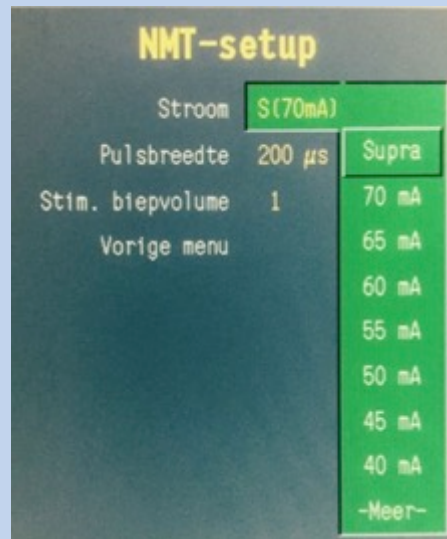 NMT-setup
Stroom S(70mA)
Pulsbreedte 200 µs
Stim. biepvolume 1
Vorige menu
Supra
70 mA
65 mA
60 mA
55 mA
50 mA
45 mA
40 mA
-Meer-